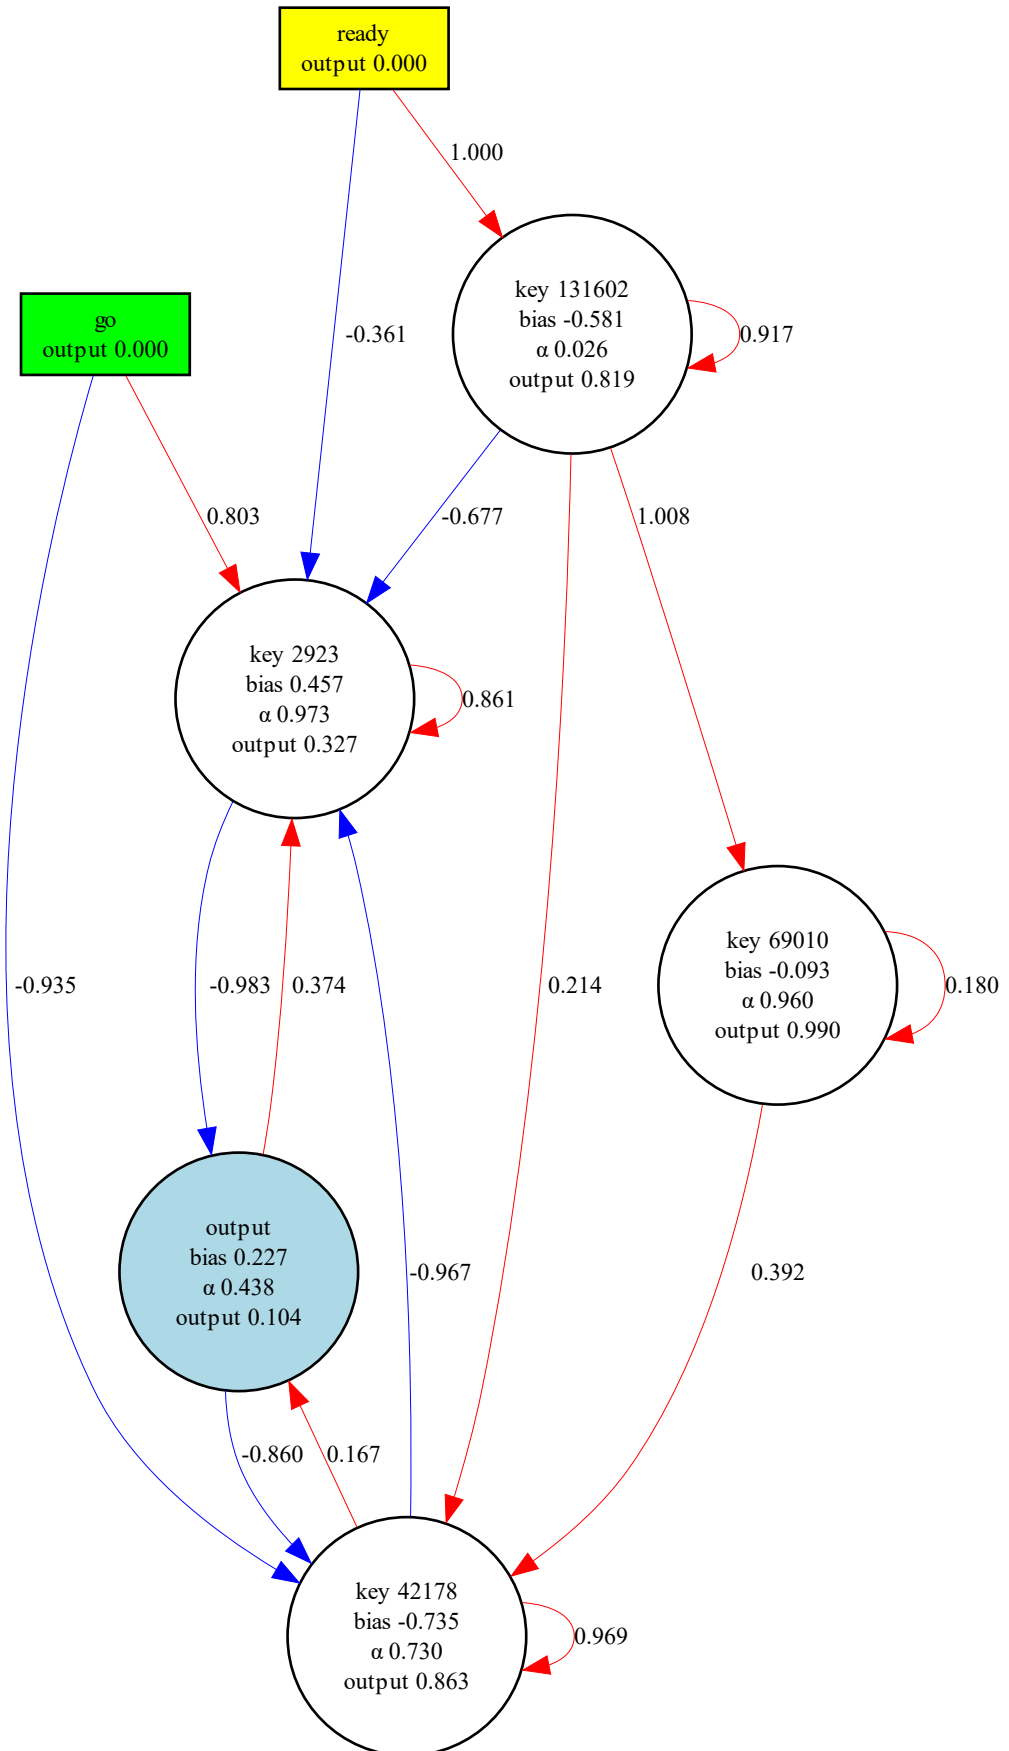 ready
output 0.000
1.000
key 131602
bias -0.581
α 0.026
output 0.819
0.917
go
output 0.000
-0.361
0.803
-0.677
1.008
key 2923
bias 0.457
α 0.973
output 0.327
0.861
key 69010
bias -0.093
α 0.960
output 0.990
0.180
-0.935
-0.983
0.374
0.214
output
bias 0.227
α 0.438
output 0.104
-0.967
0.392
-0.860
0.167
key 42178
bias -0.735
α 0.730
output 0.863
0.969